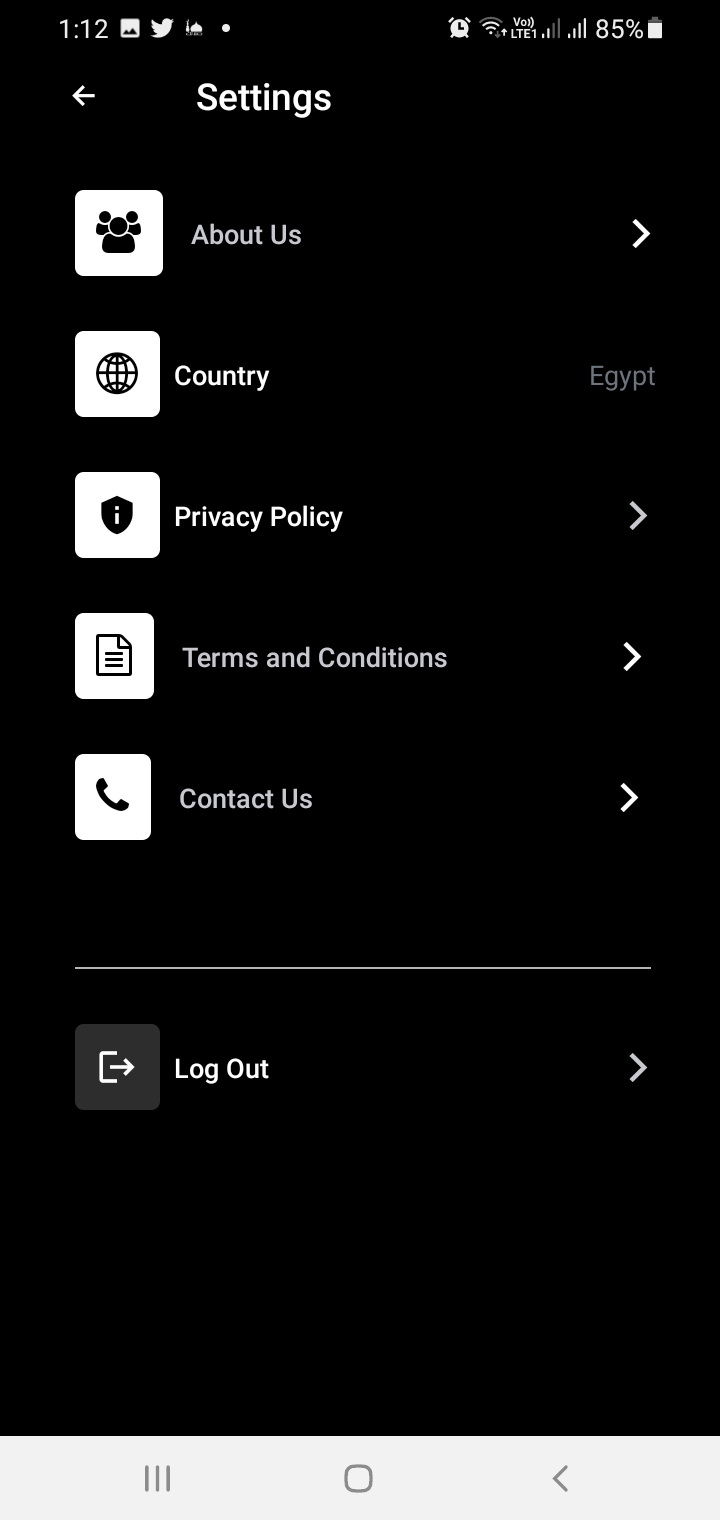 1:12 Vo)) LTE1 85%
Settings
About Us
Country Egypt
Privacy Policy
Terms and Conditions
Contact Us
Log Out